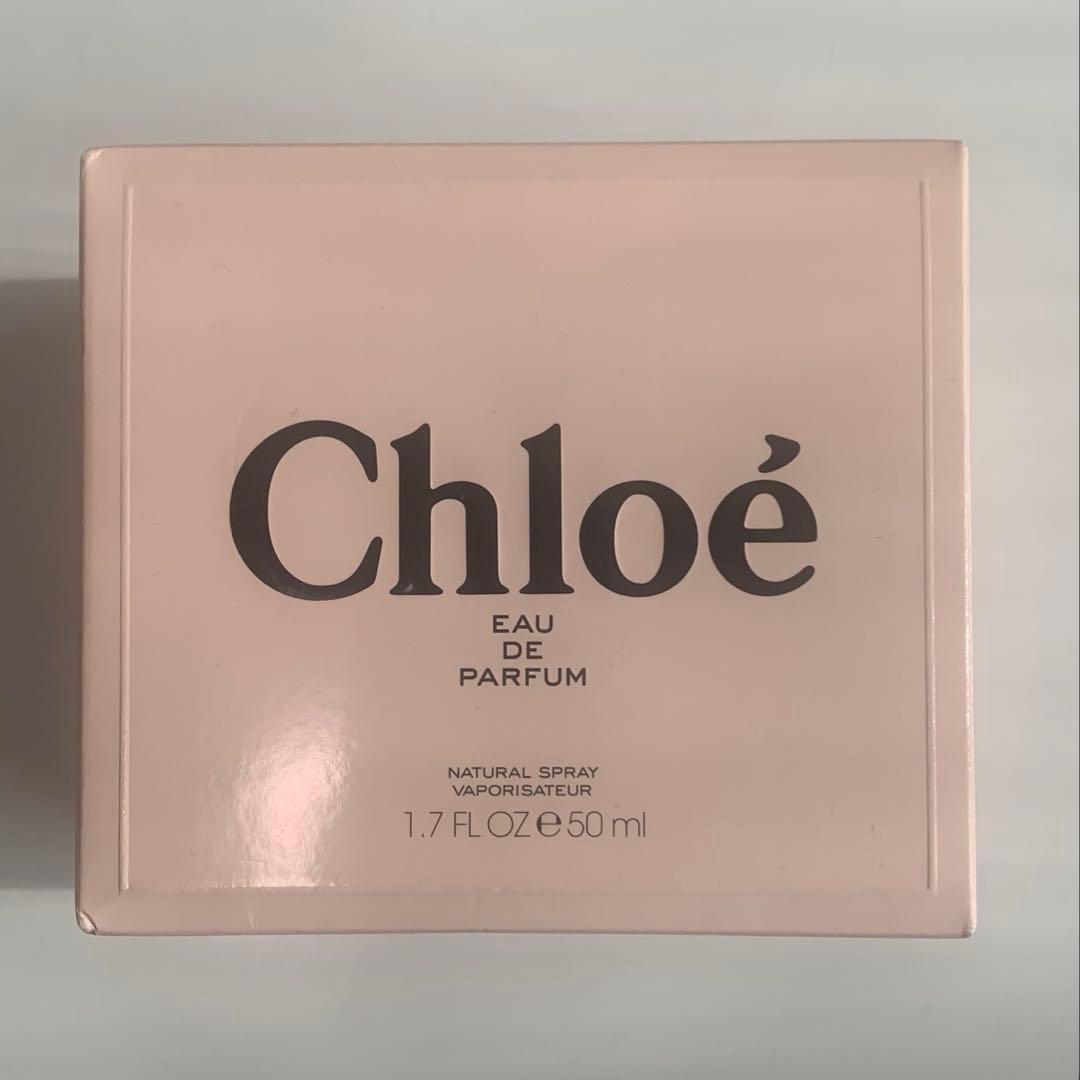 Chloé
EAU
DE
PARFUM
NATURAL SPRAY
VAPORISATEUR
1.7 FL OZ ℮ 50 ml